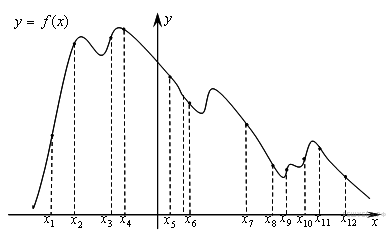 y = f(x)
y
x₁ x₂ x₃ x₄ x₅ x₆ x₇ x₈ x₉ x₁₀ x₁₁ x₁₂ x